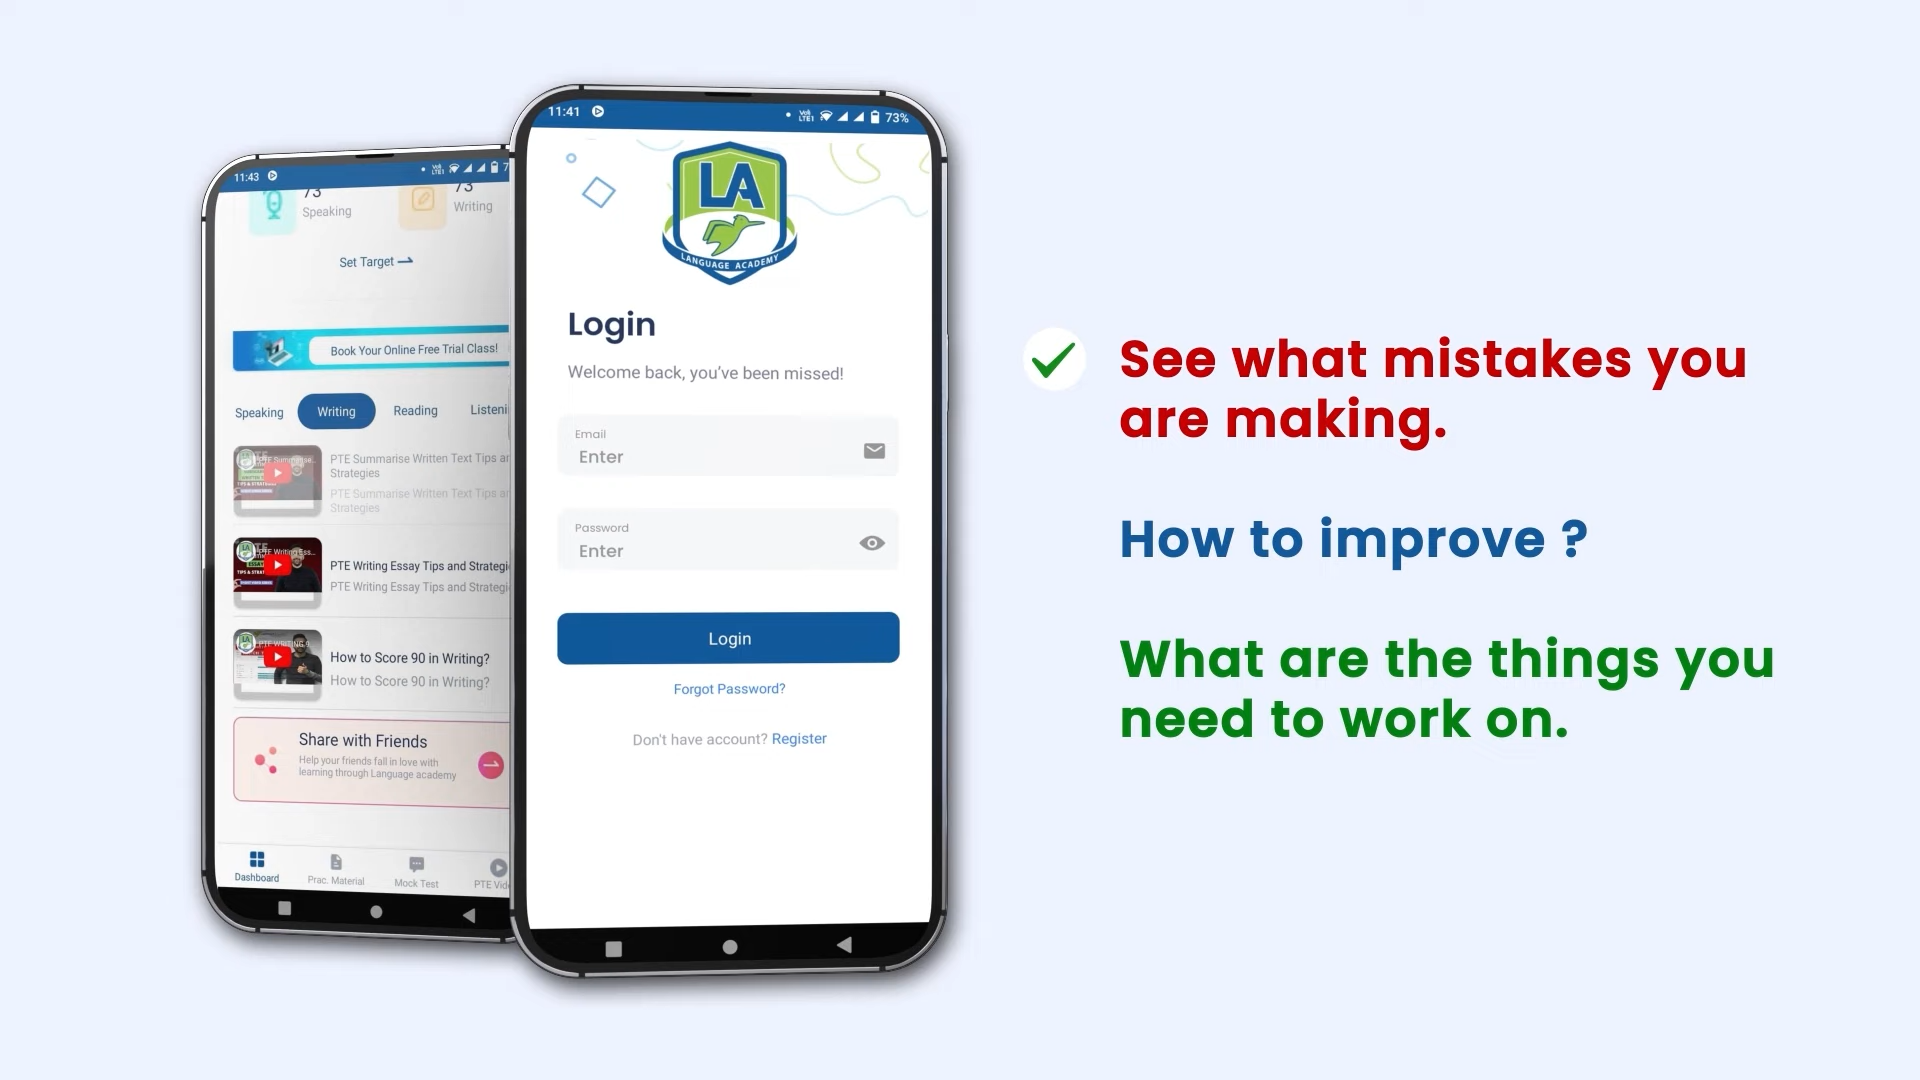 11:43
73
73
Speaking
Writing
Set Target
Book Your Online Free Trial Class!
Speaking
Writing
Reading
PTE Summarise Written Text Tips
Strategies
PTE Summarise Written Text Tips
Strategies
PTE Writing Essay Tips and
PTE Writing Essay Tips and
How to Score 90 in Writing?
How to Score 90 in Writing?
Share with Friends
Help your friends fall in love with
learning through Language academy
Dashboard
Prac. Material
Mock Test
PTE
11:41
73%
LA
LANGUAGE ACADEMY
Login
Welcome back, you've been missed!
Email
Enter
Password
Enter
Login
Forgot Password?
Don't have account? Register
See what mistakes you
are making.
How to improve ?
What are the things you
need to work on.